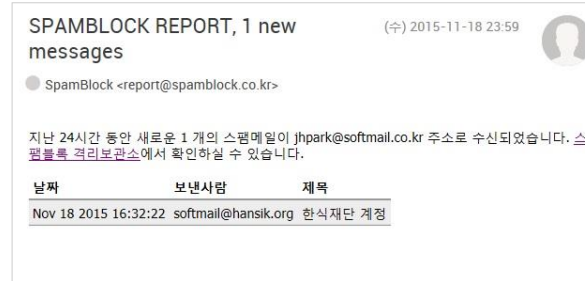 SPAMBLOCK REPORT, 1 new
messages
(수) 2015-11-18 23:59
SpamBlock <report@spamblock.co.kr>
지난 24시간 동안 새로운 1 개의 스팸메일이 jhpark@softmail.co.kr 주소로 수신되었습니다. 스
팸블록 격리보관소에서 확인하실 수 있습니다.
날짜 보낸사람 제목
Nov 18 2015 16:32:22 softmail@hansik.org 한식재단 계정